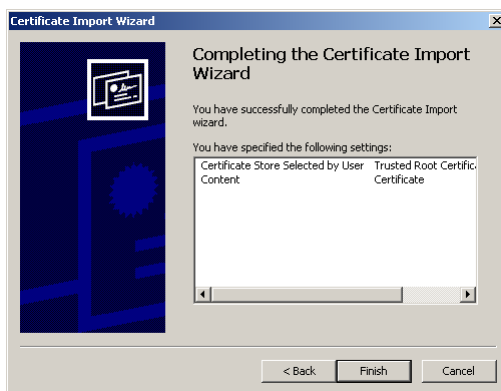 Certificate Import Wizard
Completing the Certificate Import
Wizard
You have successfully completed the Certificate Import
wizard.
You have specified the following settings:
Certificate Store Selected by User Trusted Root Certific
Content Certificate
< Back Finish Cancel